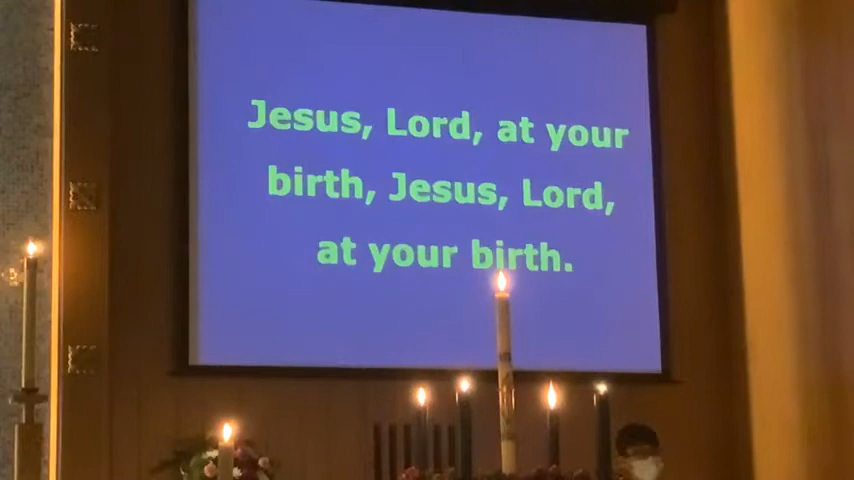 Jesus, Lord, at your
birth, Jesus, Lord,
at your birth.